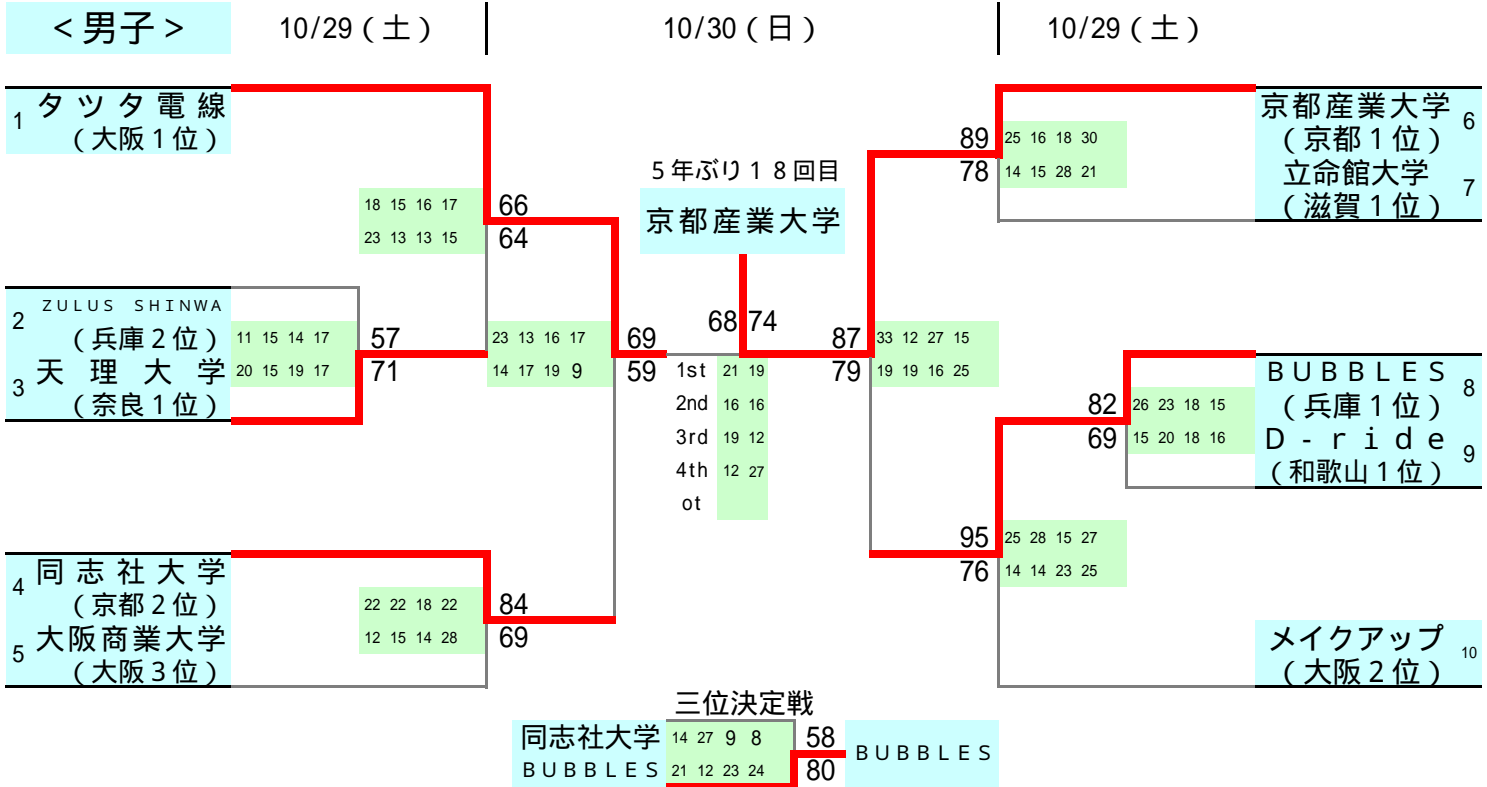 ＜男子＞ 10/29（土） 10/30（日） 10/29（土）
1 タツタ電線
（大阪１位）
京都産業大学 6
（京都１位）
89 25 16 18 30
78 14 15 28 21
立命館大学 7
（滋賀１位）
５年ぶり１８回目
京都産業大学
18 15 16 17 66
23 13 13 15 64
2 ＺＵＬＵＳ　ＳＨＩＮＷＡ
（兵庫２位） 11 15 14 17 57
3 天理大学 20 15 19 17 71
（奈良１位）
23 13 16 17 69
14 17 19 9 59
68 74
87 33 12 27 15
79 19 19 16 25
1st 21 19
2nd 16 16
3rd 19 12
4th 12 27
ot
ＢＵＢＢＬＥＳ 8
（兵庫１位）
82 26 23 18 15
69 15 20 18 16
Ｄ-ｒｉｄｅ 9
（和歌山１位）
4 同志社大学
（京都２位） 22 22 18 22 84
5 大阪商業大学 12 15 14 28 69
（大阪３位）
95 25 28 15 27
76 14 14 23 25
メイクアップ 10
（大阪２位）
三位決定戦
同志社大学 14 27 9 8 58
ＢＵＢＢＬＥＳ 21 12 23 24 80
ＢＵＢＢＬＥＳ